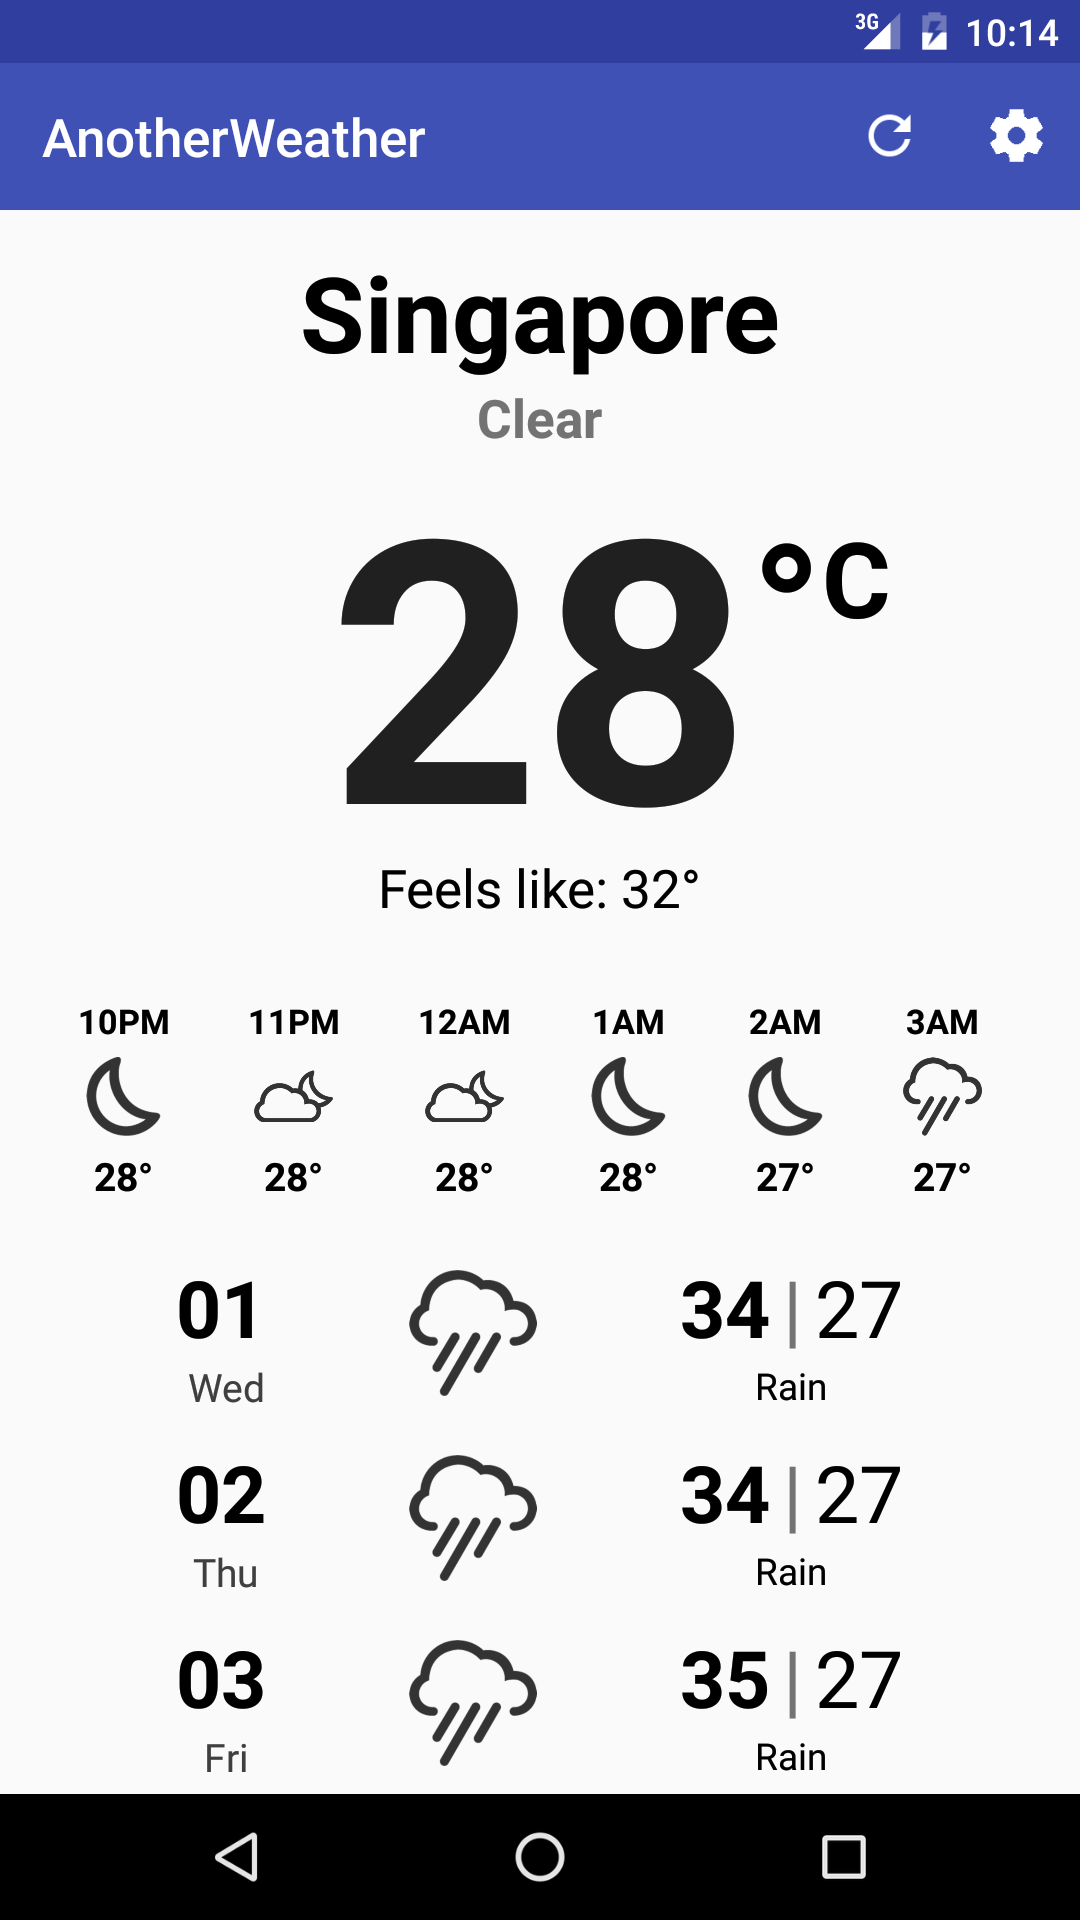 3G 10:14
AnotherWeather
Singapore
Clear
28 °C
Feels like: 32°
10PM 11PM 12AM 1AM 2AM 3AM
28° 28° 28° 28° 27° 27°
01 34 | 27
Wed Rain
02 34 | 27
Thu Rain
03 35 | 27
Fri Rain